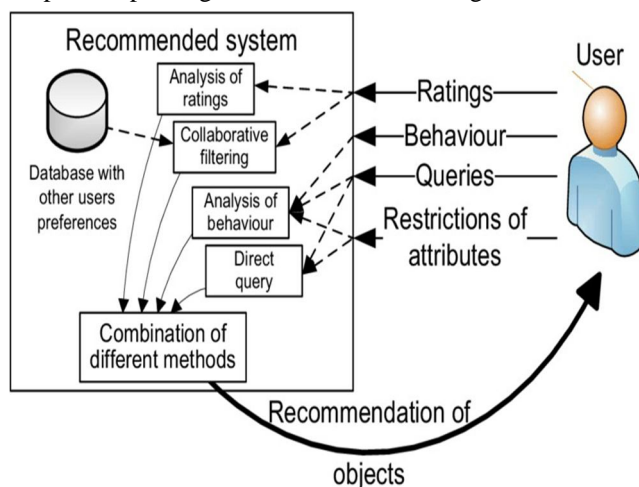 Recommended system
Analysis of
ratings
Collaborative
filtering
Database with
other users
preferences
Analysis of
behaviour
Direct
query
Combination of
different methods
User
Ratings
Behaviour
Queries
Restrictions of
attributes
Recommendation of
objects